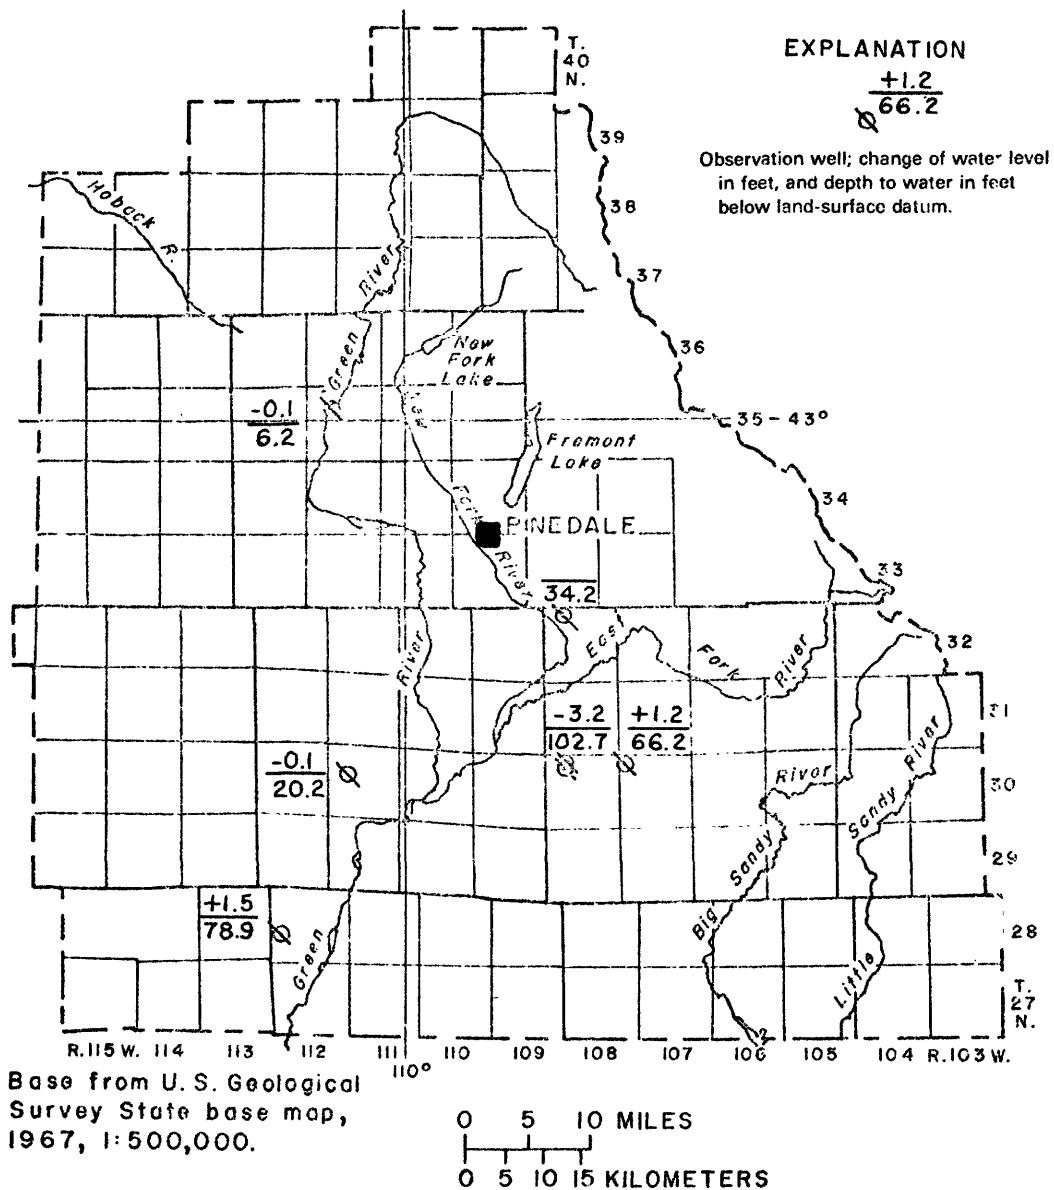 T.
40
N.
EXPLANATION
+1.2
66.2
Observation well; change of water level
in feet, and depth to water in feet
below land-surface datum.
39
38
37
36
35-43°
34
33
32
31
30
29
28
T.
27
N.
Hoback R.
River
Green
New
Fork
Lake
New
Fork
River
Fremont
Lake
PINEDALE
-0.1
6.2
34.2
East
Fork
River
River
-3.2
102.7
+1.2
66.2
-0.1
20.2
River
Sandy
Big
River
Sandy
Little
+1.5
78.9
Green
R.115 W. 114 113 112 111 110 109 108 107 106 105 104 R.103 W.
110°
Base from U.S. Geological
Survey State base map,
1967, 1:500,000.
0 5 10 MILES
0 5 10 15 KILOMETERS